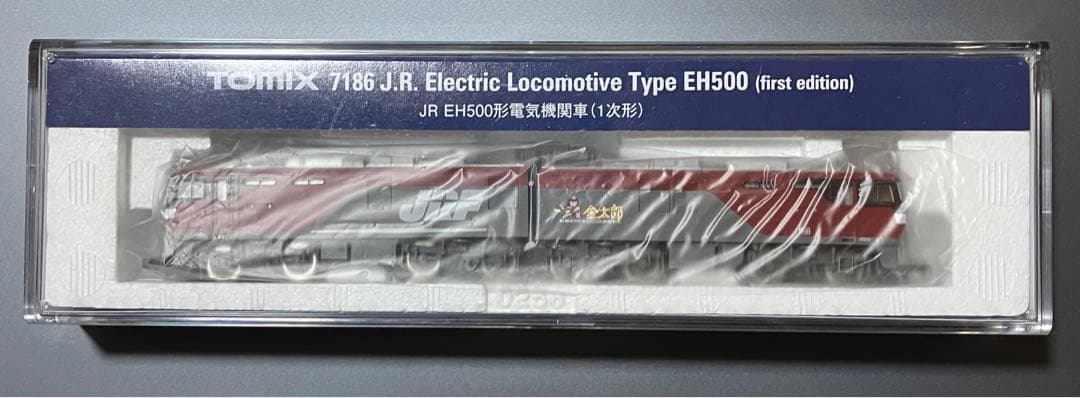 TOMIX 7186 J.R. Electric Locomotive Type EH500 (first edition)
JR EH500形電気機関車(1次形)
JRF
金太郎